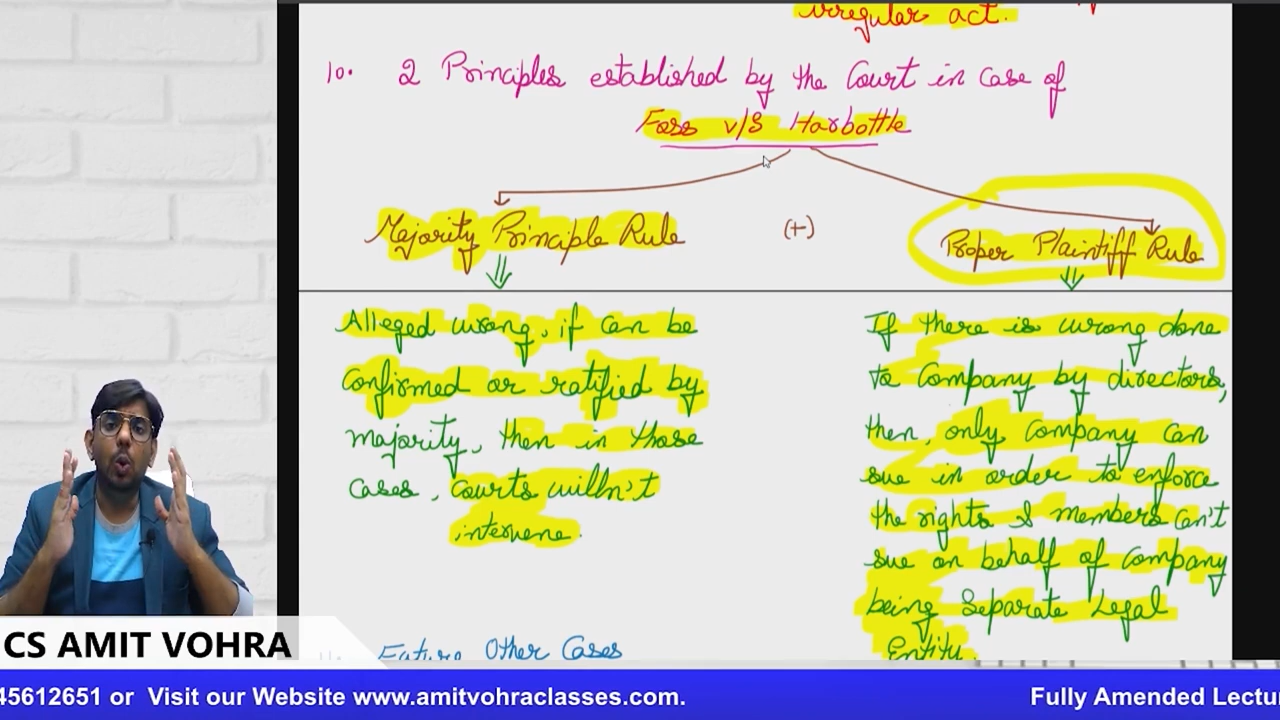 irregular act.
10. 2 Principles established by the Court in case of
Foss v/s Harbottle
Majority Principle Rule (+) Proper Plaintiff Rule
Alleged wrong, if can be
confirmed or ratified by
majority, then in those
cases, courts willn't
intervene.
If there is wrong done
to Company by directors,
then, only Company can
sue in order to enforce
the rights & members can't
sue on behalf of company
being Separate Legal
Entity.
Future Other Cases
CS AMIT VOHRA
45612651 or Visit our Website www.amitvohraclasses.com. Fully Amended Lectu